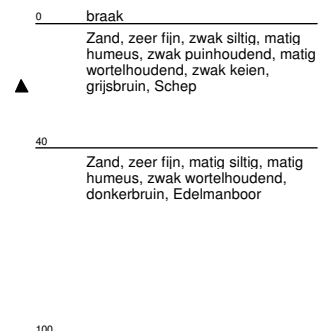 0 braak
Zand, zeer fijn, zwak siltig, matig
humeus, zwak puinhoudend, matig
wortelhoudend, zwak keien,
grijsbruin, Schep
40
Zand, zeer fijn, matig siltig, matig
humeus, zwak wortelhoudend,
donkerbruin, Edelmanboor
100